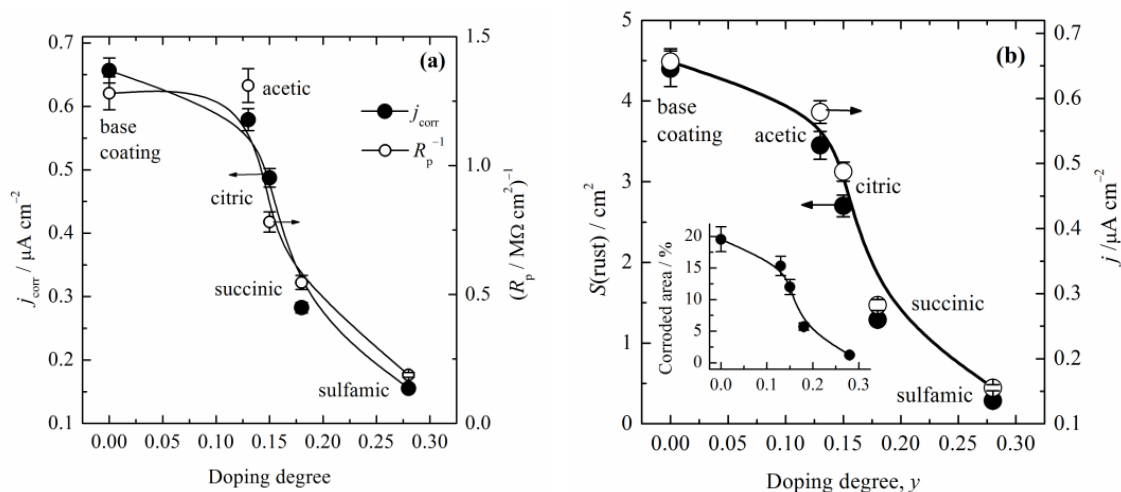 (a)
0.7
0.6
0.5
0.4
0.3
0.2
0.1
j_corr / μA cm⁻²
1.5
1.0
0.5
0.0
(R_p / MΩ cm²)⁻¹
acetic
j_corr
R_p⁻¹
base
coating
citric
succinic
sulfamic
0.00 0.05 0.10 0.15 0.20 0.25 0.30
Doping degree
(b)
5
4
3
2
1
0
S(rust) / cm²
0.7
0.6
0.5
0.4
0.3
0.2
0.1
j /μA cm⁻²
base
coating
acetic
citric
succinic
sulfamic
20
15
10
5
0
Corroded area / %
0.0 0.1 0.2 0.3
0.00 0.05 0.10 0.15 0.20 0.25 0.30
Doping degree, y